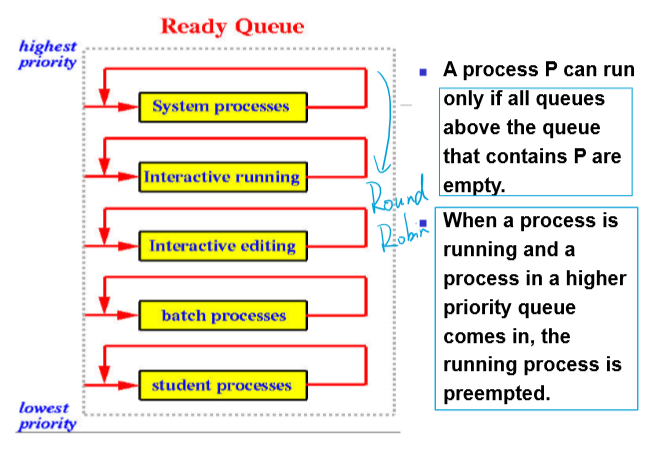 Ready Queue
highest
priority
System processes
Interactive running
Interactive editing
batch processes
student processes
lowest
priority
Round
Robin
A process P can run
only if all queues
above the queue
that contains P are
empty.
When a process is
running and a
process in a higher
priority queue
comes in, the
running process is
preempted.